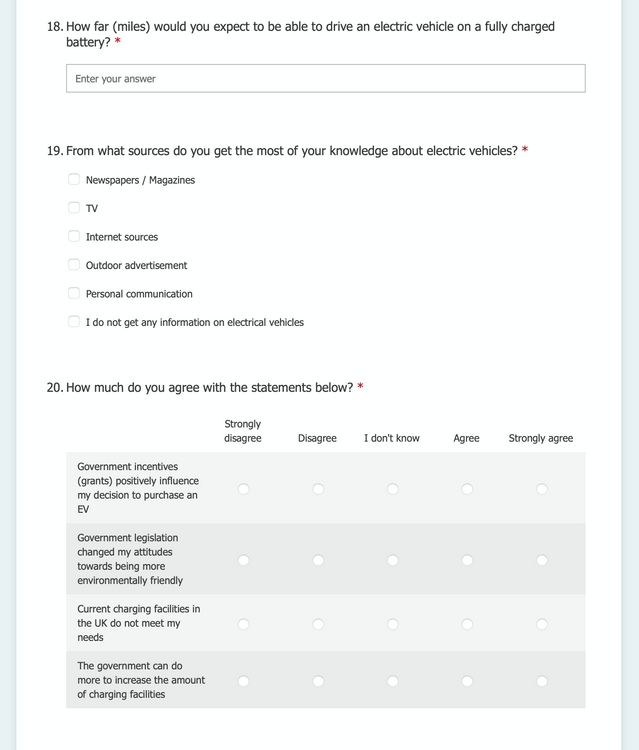 18. How far (miles) would you expect to be able to drive an electric vehicle on a fully charged
battery? *
Enter your answer
19. From what sources do you get the most of your knowledge about electric vehicles? *
Newspapers / Magazines
TV
Internet sources
Outdoor advertisement
Personal communication
I do not get any information on electrical vehicles
20. How much do you agree with the statements below? *
Strongly
disagree
Disagree
I don't know
Agree
Strongly agree
Government incentives
(grants) positively influence
my decision to purchase an
EV
Government legislation
changed my attitudes
towards being more
environmentally friendly
Current charging facilities in
the UK do not meet my
needs
The government can do
more to increase the amount
of charging facilities